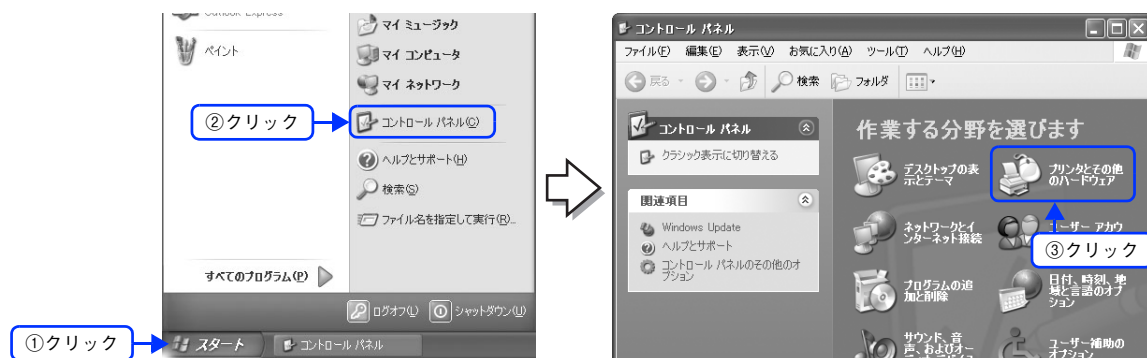 ペイント
マイ ミュージック
マイ コンピュータ
マイ ネットワーク
②クリック
コントロール パネル(C)
ヘルプとサポート(H)
検索(S)
ファイル名を指定して実行(R)...
すべてのプログラム(P)
ログオフ(L)
シャットダウン(U)
①クリック
スタート
コントロール パネル
コントロール パネル
ファイル(F) 編集(E) 表示(V) お気に入り(A) ツール(T) ヘルプ(H)
戻る
検索
フォルダ
コントロール パネル
クラシック表示に切り替える
関連項目
Windows Update
ヘルプとサポート
コントロール パネルのその他のオ
プション
作業する分野を選びます
デスクトップの表
示とテーマ
プリンタとその他
のハードウェア
ネットワークとイ
ンターネット接続
ユーザー アカウ
③クリック
プログラムの追
加と削除
日付、時刻、地
域と言語のオプ
ション
サウンド、音
声、およびオー
ユーザー補助の
オプション